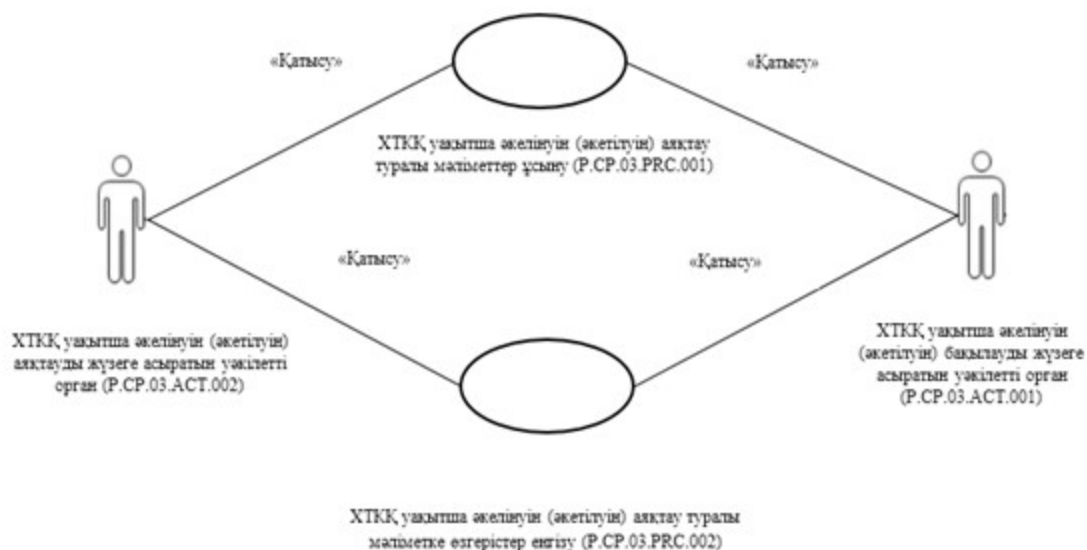 «Қатысу»
«Қатысу»
ХТКҚ уақытша әкелінуін (әкетілуін) аяқтау
туралы мәліметтер ұсыну (P.CP.03.PRC.001)
«Қатысу»
«Қатысу»
ХТКҚ уақытша әкелінуін (әкетілуін)
аяқтауды жүзеге асыратын уәкілетті
орган (P.CP.03.ACT.002)
ХТКҚ уақытша әкелінуін
(әкетілуін) бақылауды жүзеге
асыратын уәкілетті орган
(P.CP.03.ACT.001)
ХТКҚ уақытша әкелінуін (әкетілуін) аяқтау туралы
мәліметке өзгерістер енгізу (P.CP.03.PRC.002)